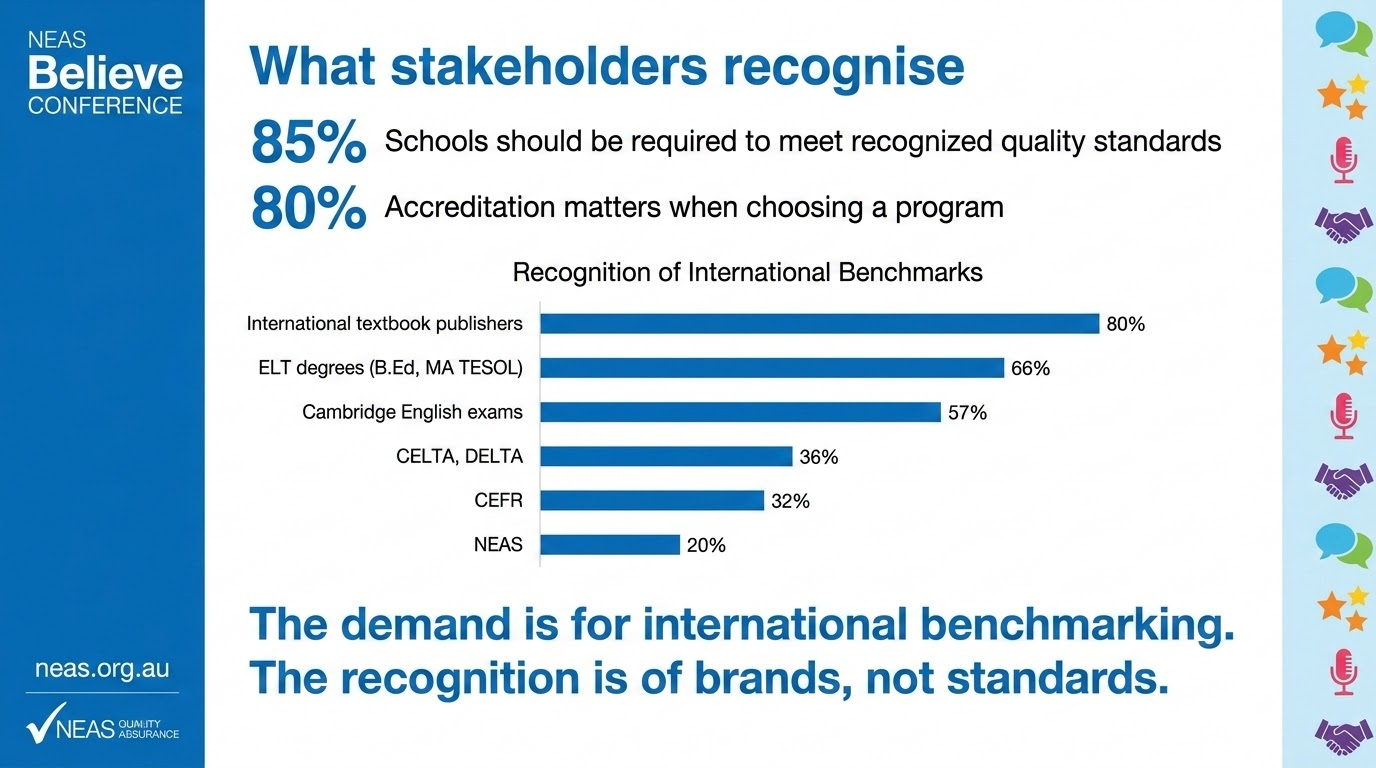 NEAS
Believe
CONFERENCE
What stakeholders recognise
85% Schools should be required to meet recognized quality standards
80% Accreditation matters when choosing a program
Recognition of International Benchmarks
International textbook publishers 80%
ELT degrees (B.Ed, MA TESOL) 66%
Cambridge English exams 57%
CELTA, DELTA 36%
CEFR 32%
NEAS 20%
The demand is for international benchmarking.
The recognition is of brands, not standards.
neas.org.au
NEAS QUALITY
ABSURANCE